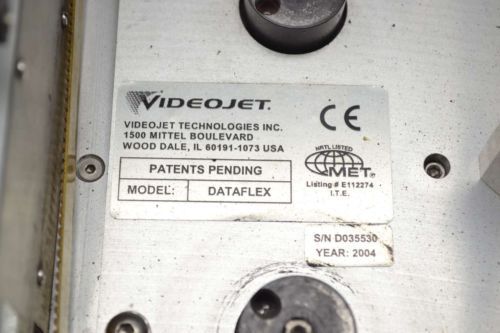 VIDEOJET.
VIDEOJET TECHNOLOGIES INC.
1500 MITTEL BOULEVARD
WOOD DALE, IL 60191-1073 USA
PATENTS PENDING
MODEL: DATAFLEX
CE
NRTL LISTED
MET
Listing # E112274
I.T.E.
S/N D035530
YEAR: 2004